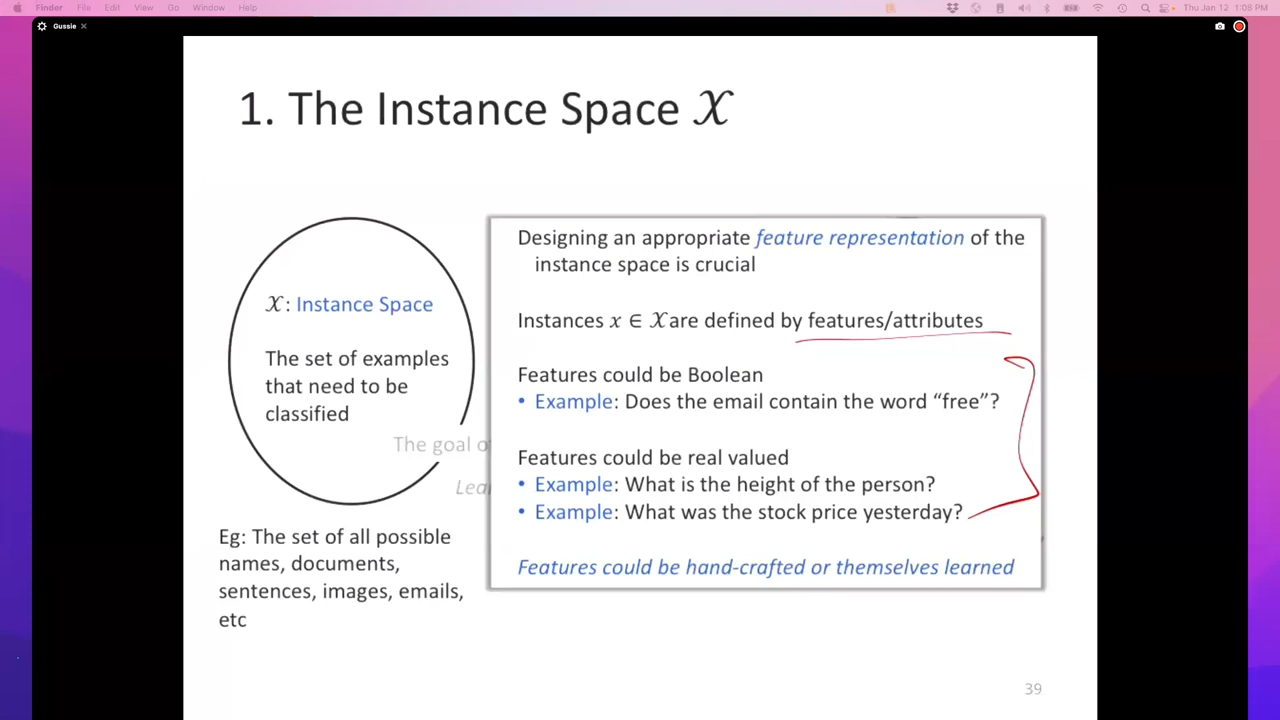 Finder File Edit View Go Window Help Thu Jan 12 1:08 PM
Gussie
1. The Instance Space 𝒳
𝒳: Instance Space
The set of examples
that need to be
classified
The goal o
Lear
Eg: The set of all possible
names, documents,
sentences, images, emails,
etc
Designing an appropriate feature representation of the
instance space is crucial
Instances x ∈ 𝒳 are defined by features/attributes
Features could be Boolean
• Example: Does the email contain the word “free”?
Features could be real valued
• Example: What is the height of the person?
• Example: What was the stock price yesterday?
Features could be hand-crafted or themselves learned
39